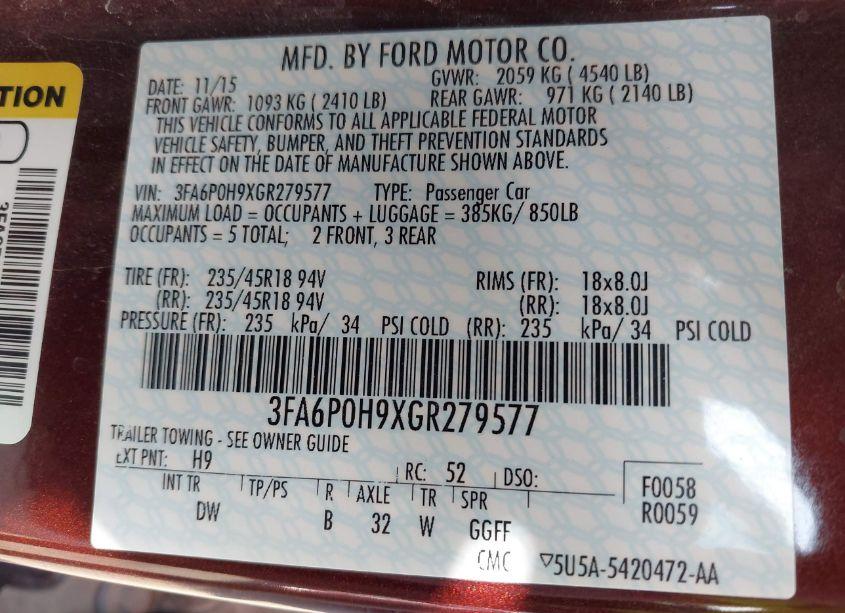 TION
MFD. BY FORD MOTOR CO.
DATE: 11/15 GVWR: 2059 KG ( 4540 LB)
FRONT GAWR: 1093 KG ( 2410 LB) REAR GAWR: 971 KG ( 2140 LB)
THIS VEHICLE CONFORMS TO ALL APPLICABLE FEDERAL MOTOR
VEHICLE SAFETY, BUMPER, AND THEFT PREVENTION STANDARDS
IN EFFECT ON THE DATE OF MANUFACTURE SHOWN ABOVE.
VIN: 3FA6P0H9XGR279577 TYPE: Passenger Car
MAXIMUM LOAD = OCCUPANTS + LUGGAGE = 385KG/ 850LB
OCCUPANTS = 5 TOTAL; 2 FRONT, 3 REAR
TIRE (FR): 235/45R18 94V RIMS (FR): 18x8.0J
(RR): 235/45R18 94V (RR): 18x8.0J
PRESSURE (FR): 235 kPa/ 34 PSI COLD (RR): 235 kPa/ 34 PSI COLD
3FA6P0H9XGR279577
TRAILER TOWING - SEE OWNER GUIDE
EXT PNT: H9 RC: 52 DSO:
INT TR TP/PS R AXLE TR SPR F0058
DW B 32 W GGFF R0059
CMC 5U5A-5420472-AA